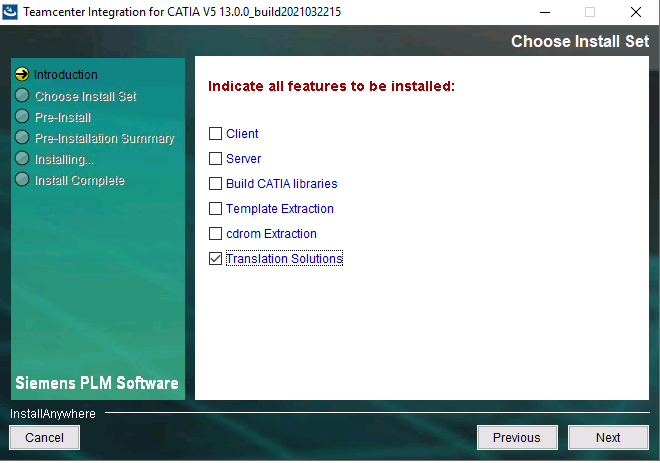 Teamcenter Integration for CATIA V5 13.0.0_build2021032215
Choose Install Set
Introduction
Choose Install Set
Pre-Install
Pre-Installation Summary
Installing...
Install Complete
Siemens PLM Software
Indicate all features to be installed:
Client
Server
Build CATIA libraries
Template Extraction
cdrom Extraction
Translation Solutions
InstallAnywhere
Cancel
Previous
Next